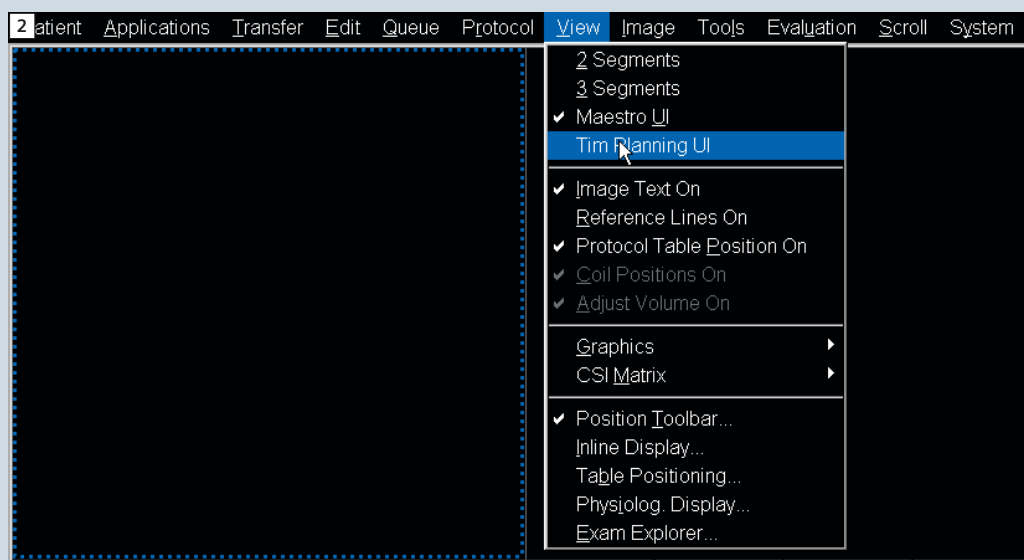 2 atient Applications Transfer Edit Queue Protocol View Image Tools Evaluation Scroll System
2 Segments
3 Segments
Maestro UI
Tim Planning UI
Image Text On
Reference Lines On
Protocol Table Position On
Coil Positions On
Adjust Volume On
Graphics
CSI Matrix
Position Toolbar...
Inline Display...
Table Positioning...
Physiolog. Display...
Exam Explorer...